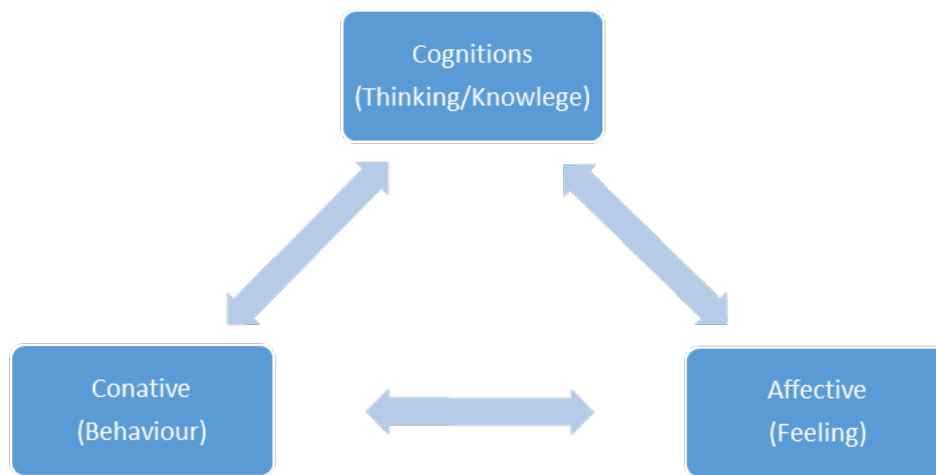 Cognitions
(Thinking/Knowlege)
Conative
(Behaviour)
Affective
(Feeling)